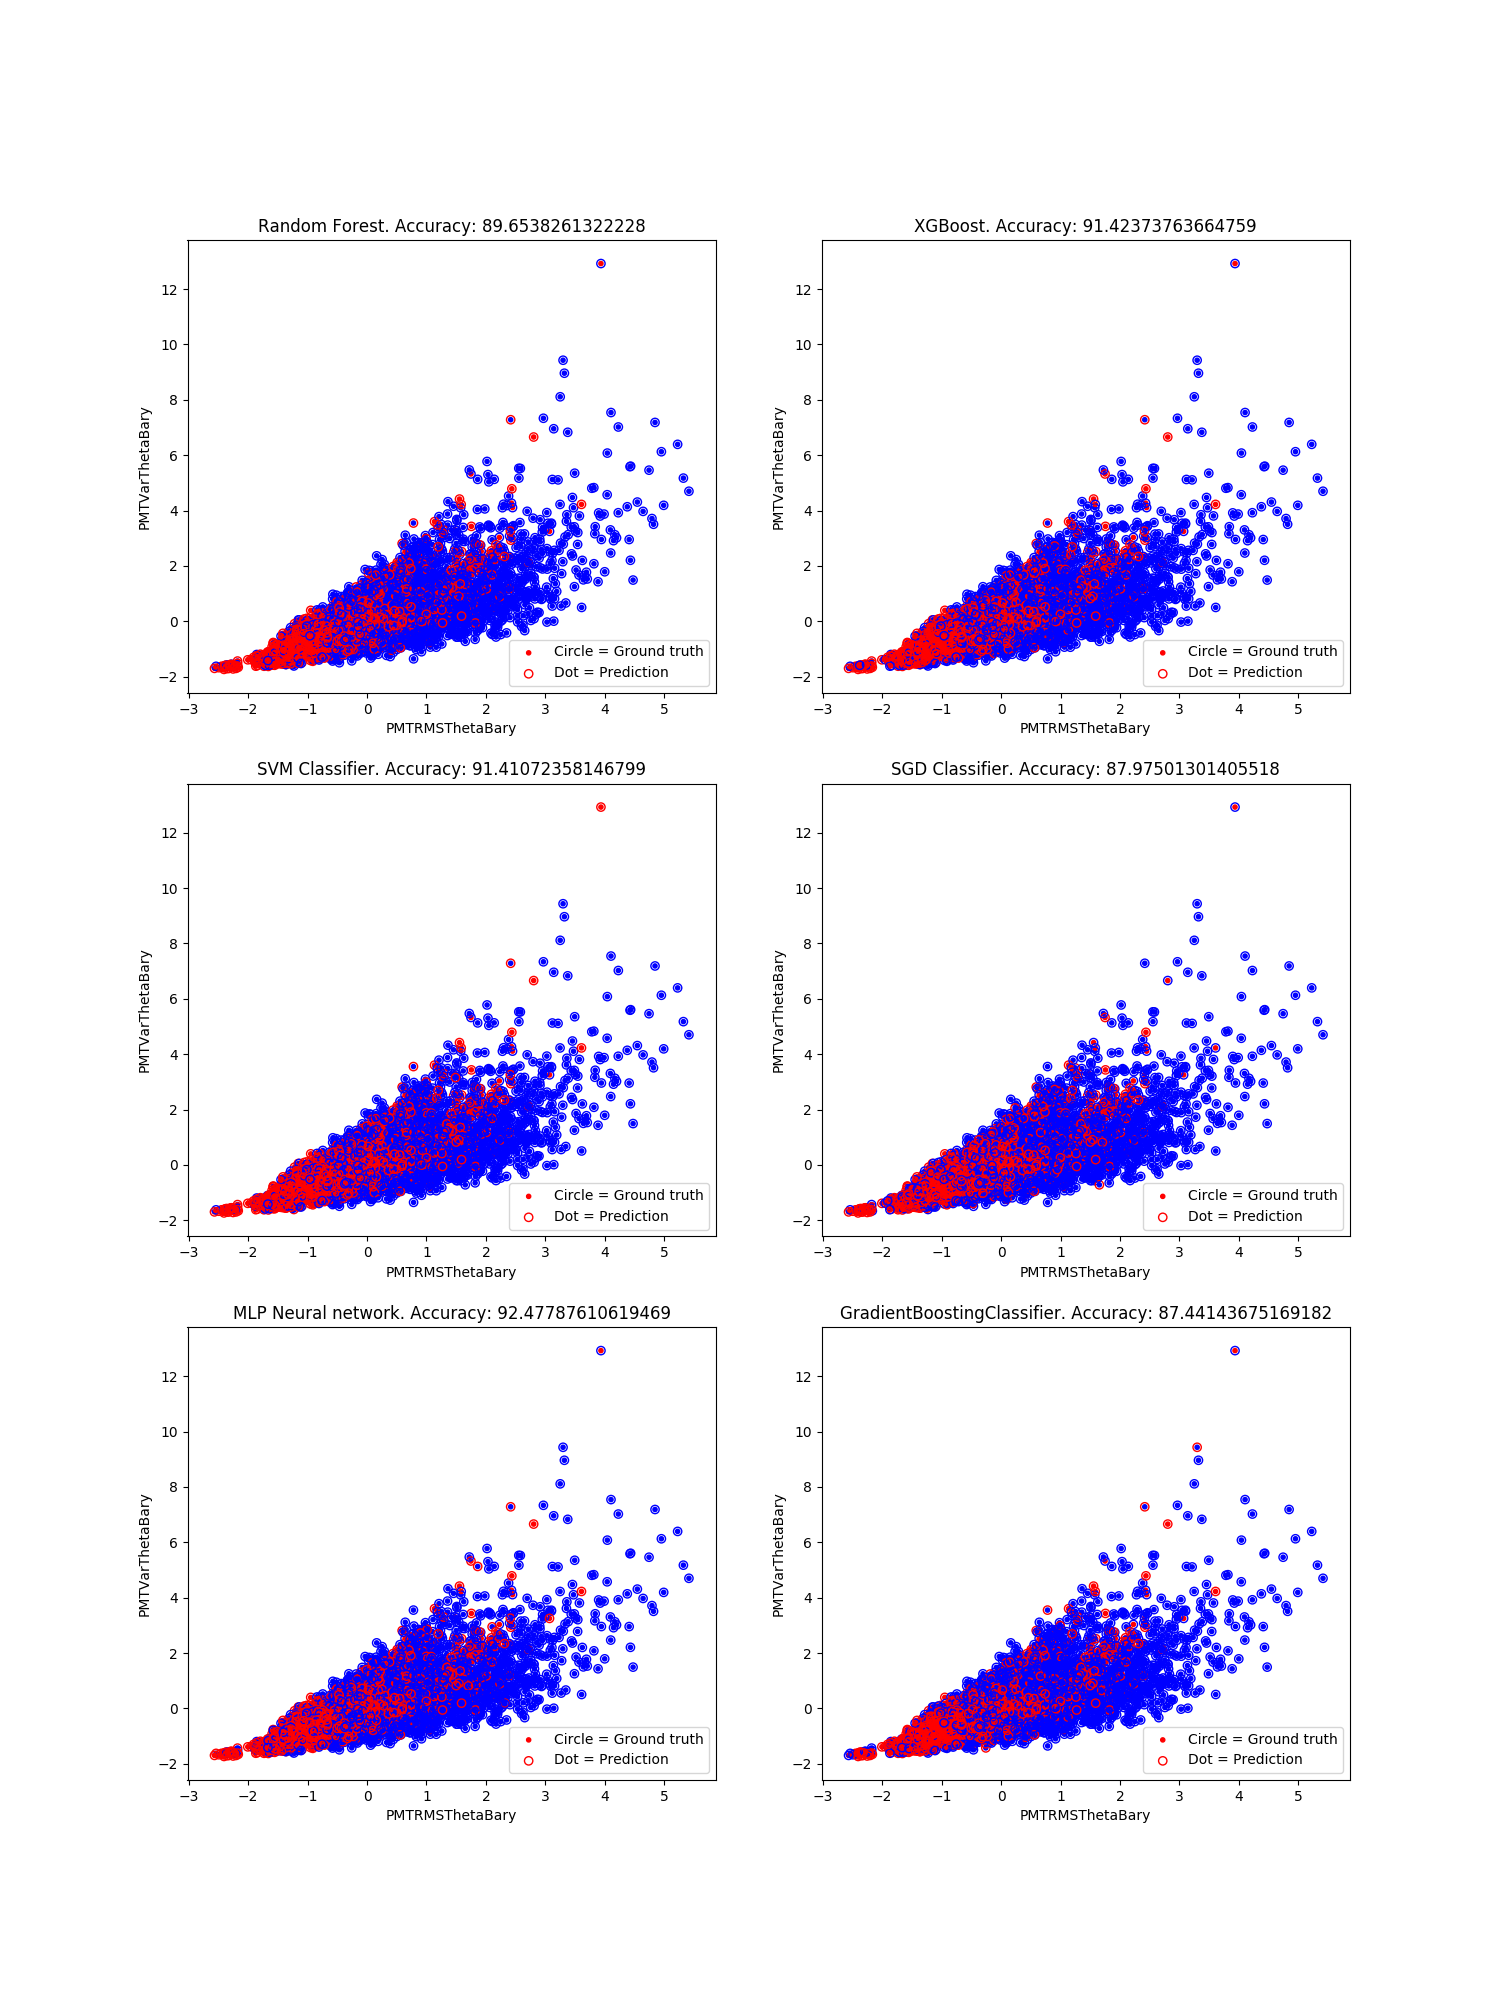 Random Forest. Accuracy: 89.6538261322228
12
10
8
6
4
2
0
−2
PMTVarThetaBary
Circle = Ground truth
Dot = Prediction
−3 −2 −1 0 1 2 3 4 5
PMTRMSThetaBary
XGBoost. Accuracy: 91.42373763664759
12
10
8
6
4
2
0
−2
PMTVarThetaBary
Circle = Ground truth
Dot = Prediction
−3 −2 −1 0 1 2 3 4 5
PMTRMSThetaBary
SVM Classifier. Accuracy: 91.41072358146799
12
10
8
6
4
2
0
−2
PMTVarThetaBary
Circle = Ground truth
Dot = Prediction
−3 −2 −1 0 1 2 3 4 5
PMTRMSThetaBary
SGD Classifier. Accuracy: 87.97501301405518
12
10
8
6
4
2
0
−2
PMTVarThetaBary
Circle = Ground truth
Dot = Prediction
−3 −2 −1 0 1 2 3 4 5
PMTRMSThetaBary
MLP Neural network. Accuracy: 92.47787610619469
12
10
8
6
4
2
0
−2
PMTVarThetaBary
Circle = Ground truth
Dot = Prediction
−3 −2 −1 0 1 2 3 4 5
PMTRMSThetaBary
GradientBoostingClassifier. Accuracy: 87.44143675169182
12
10
8
6
4
2
0
−2
PMTVarThetaBary
Circle = Ground truth
Dot = Prediction
−3 −2 −1 0 1 2 3 4 5
PMTRMSThetaBary